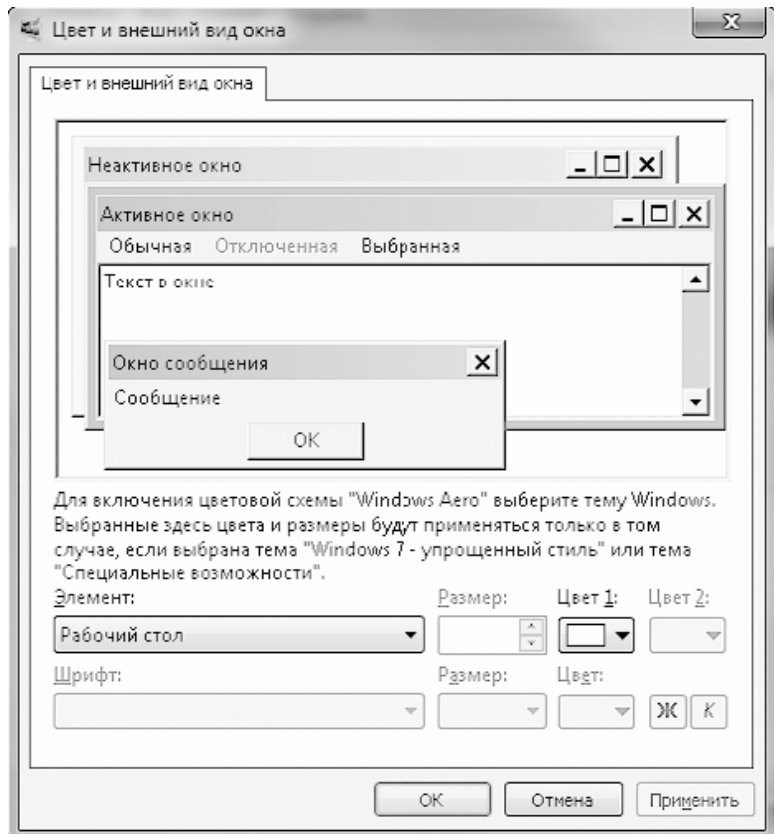 Цвет и внешний вид окна
Цвет и внешний вид окна
Неактивное окно
Активное окно
Обычная Отключенная Выбранная
Текст в окне
Окно сообщения
Сообщение
OK
Для включения цветовой схемы "Windows Aero" выберите тему Windows.
Выбранные здесь цвета и размеры будут применяться только в том
случае, если выбрана тема "Windows 7 - упрощенный стиль" или тема
"Специальные возможности".
Элемент: Размер: Цвет 1: Цвет 2:
Рабочий стол
Шрифт: Размер: Цвет:
Ж К
OK Отмена Применить